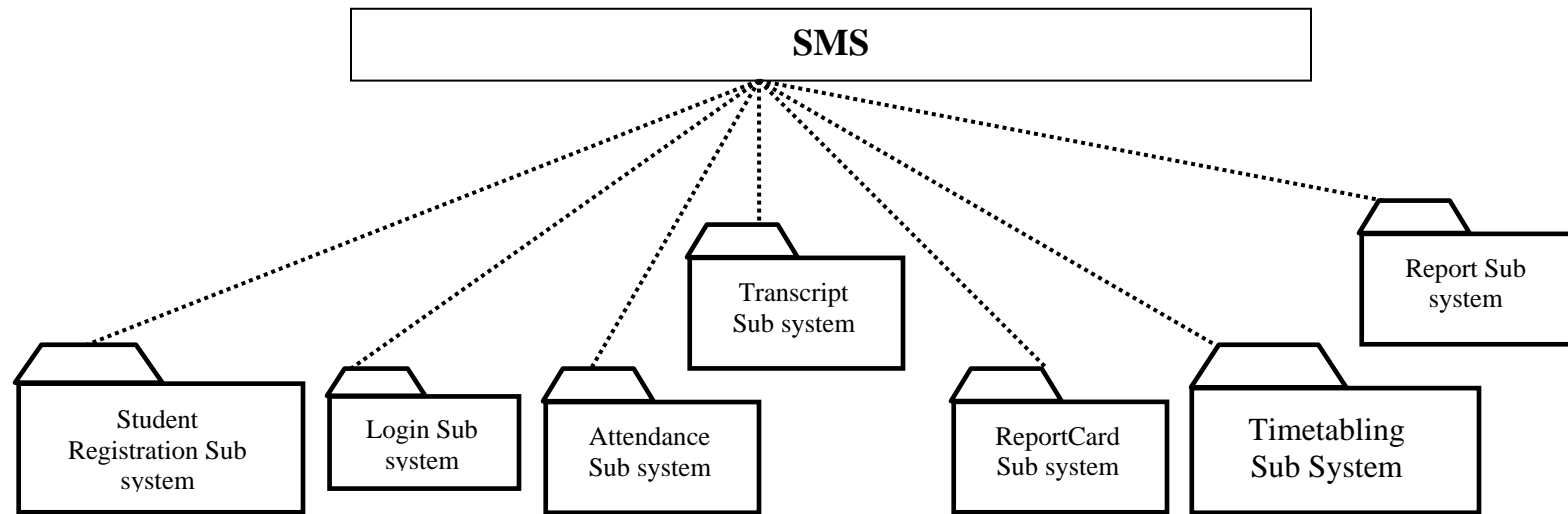 SMS
Report Sub
system
Transcript
Sub system
Student
Registration Sub
system
Login Sub
system
Attendance
Sub system
ReportCard
Sub system
Timetabling
Sub System